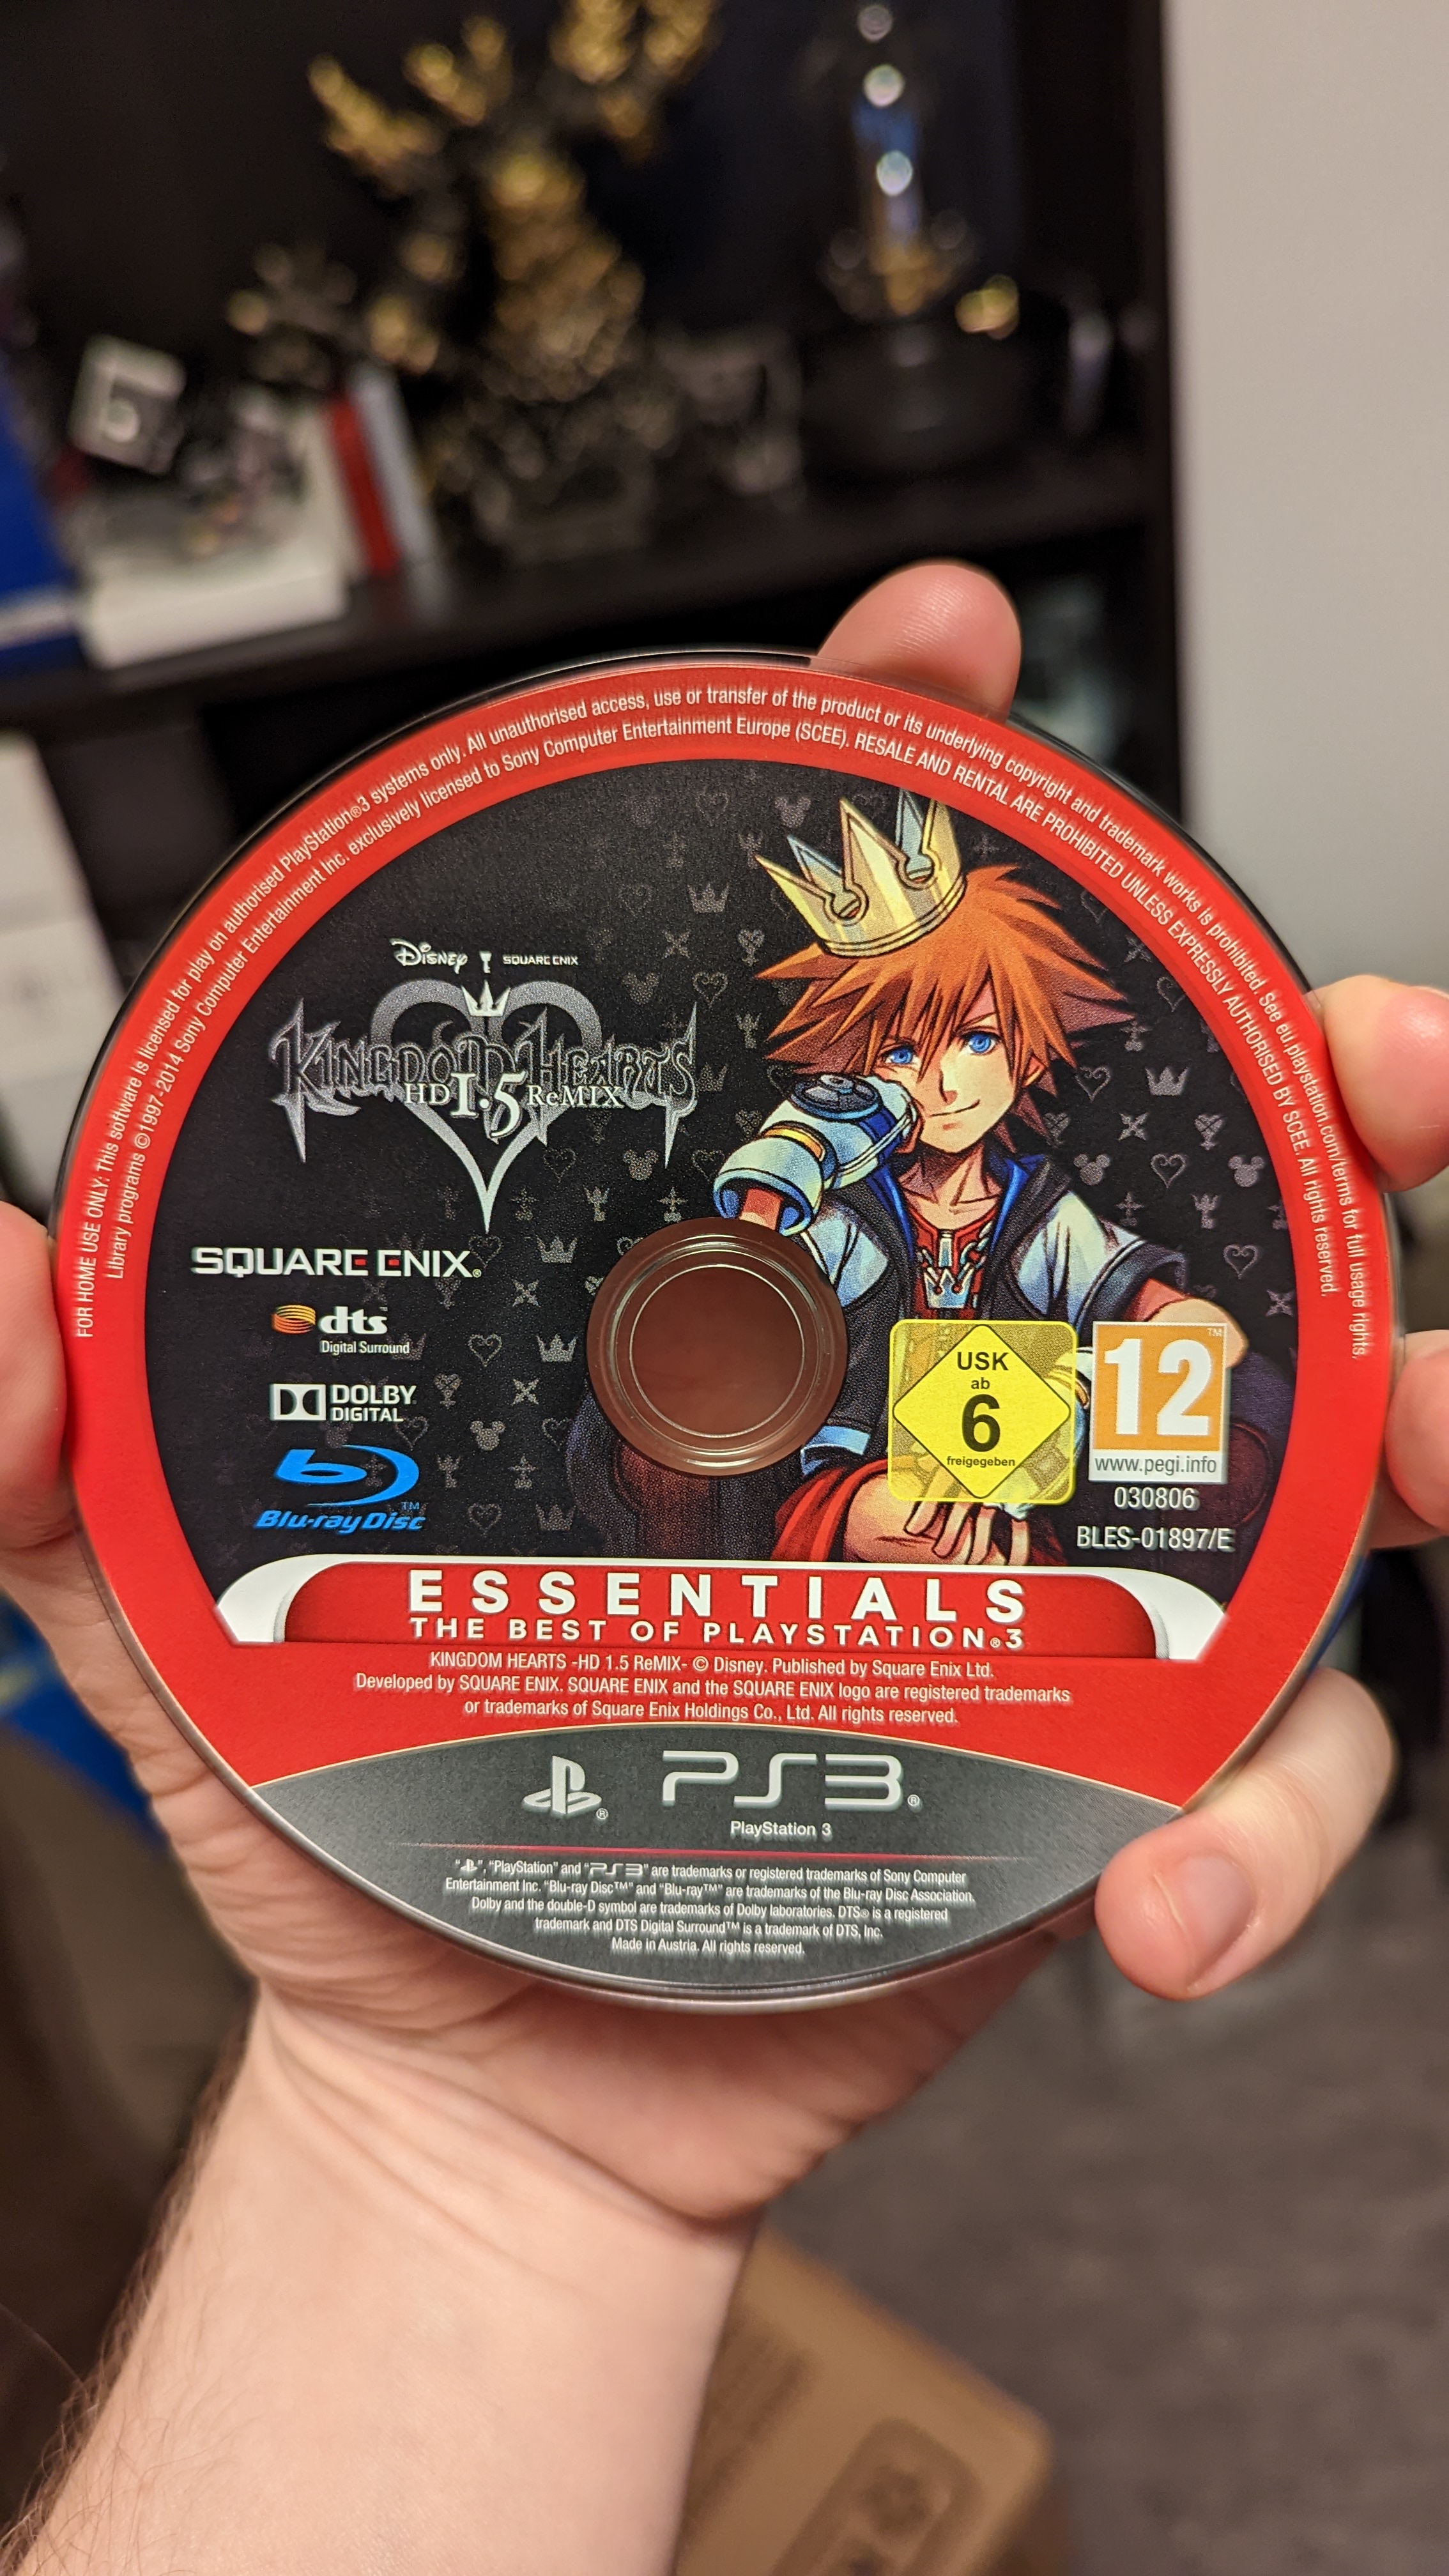 FOR HOME USE ONLY: This software is licensed for play on authorised PlayStation®3 systems only. All unauthorised access, use or transfer of the product or its underlying copyright and trademark works is prohibited. See eu.playstation.com/terms for full usage rights.
Library programs ©1997-2014 Sony Computer Entertainment Inc. exclusively licensed to Sony Computer Entertainment Europe (SCEE). RESALE AND RENTAL ARE PROHIBITED UNLESS EXPRESSLY AUTHORISED BY SCEE. All rights reserved.
Disney SQUARE ENIX
KINGDOM HEARTS
HD 1.5 ReMIX
SQUARE ENIX®
dts
Digital Surround
DOLBY
DIGITAL
Blu-ray Disc™
USK
ab
6
freigegeben
12™
www.pegi.info
030806
BLES-01897/E
ESSENTIALS
THE BEST OF PLAYSTATION®3
KINGDOM HEARTS -HD 1.5 ReMIX- © Disney. Published by Square Enix Ltd.
Developed by SQUARE ENIX. SQUARE ENIX and the SQUARE ENIX logo are registered trademarks
or trademarks of Square Enix Holdings Co., Ltd. All rights reserved.
PS3®
PlayStation 3
“PS”, “PlayStation” and “PS3” are trademarks or registered trademarks of Sony Computer
Entertainment Inc. “Blu-ray Disc™” and “Blu-ray™” are trademarks of the Blu-ray Disc Association.
Dolby and the double-D symbol are trademarks of Dolby laboratories. DTS® is a registered
trademark and DTS Digital Surround™ is a trademark of DTS, Inc.
Made in Austria. All rights reserved.